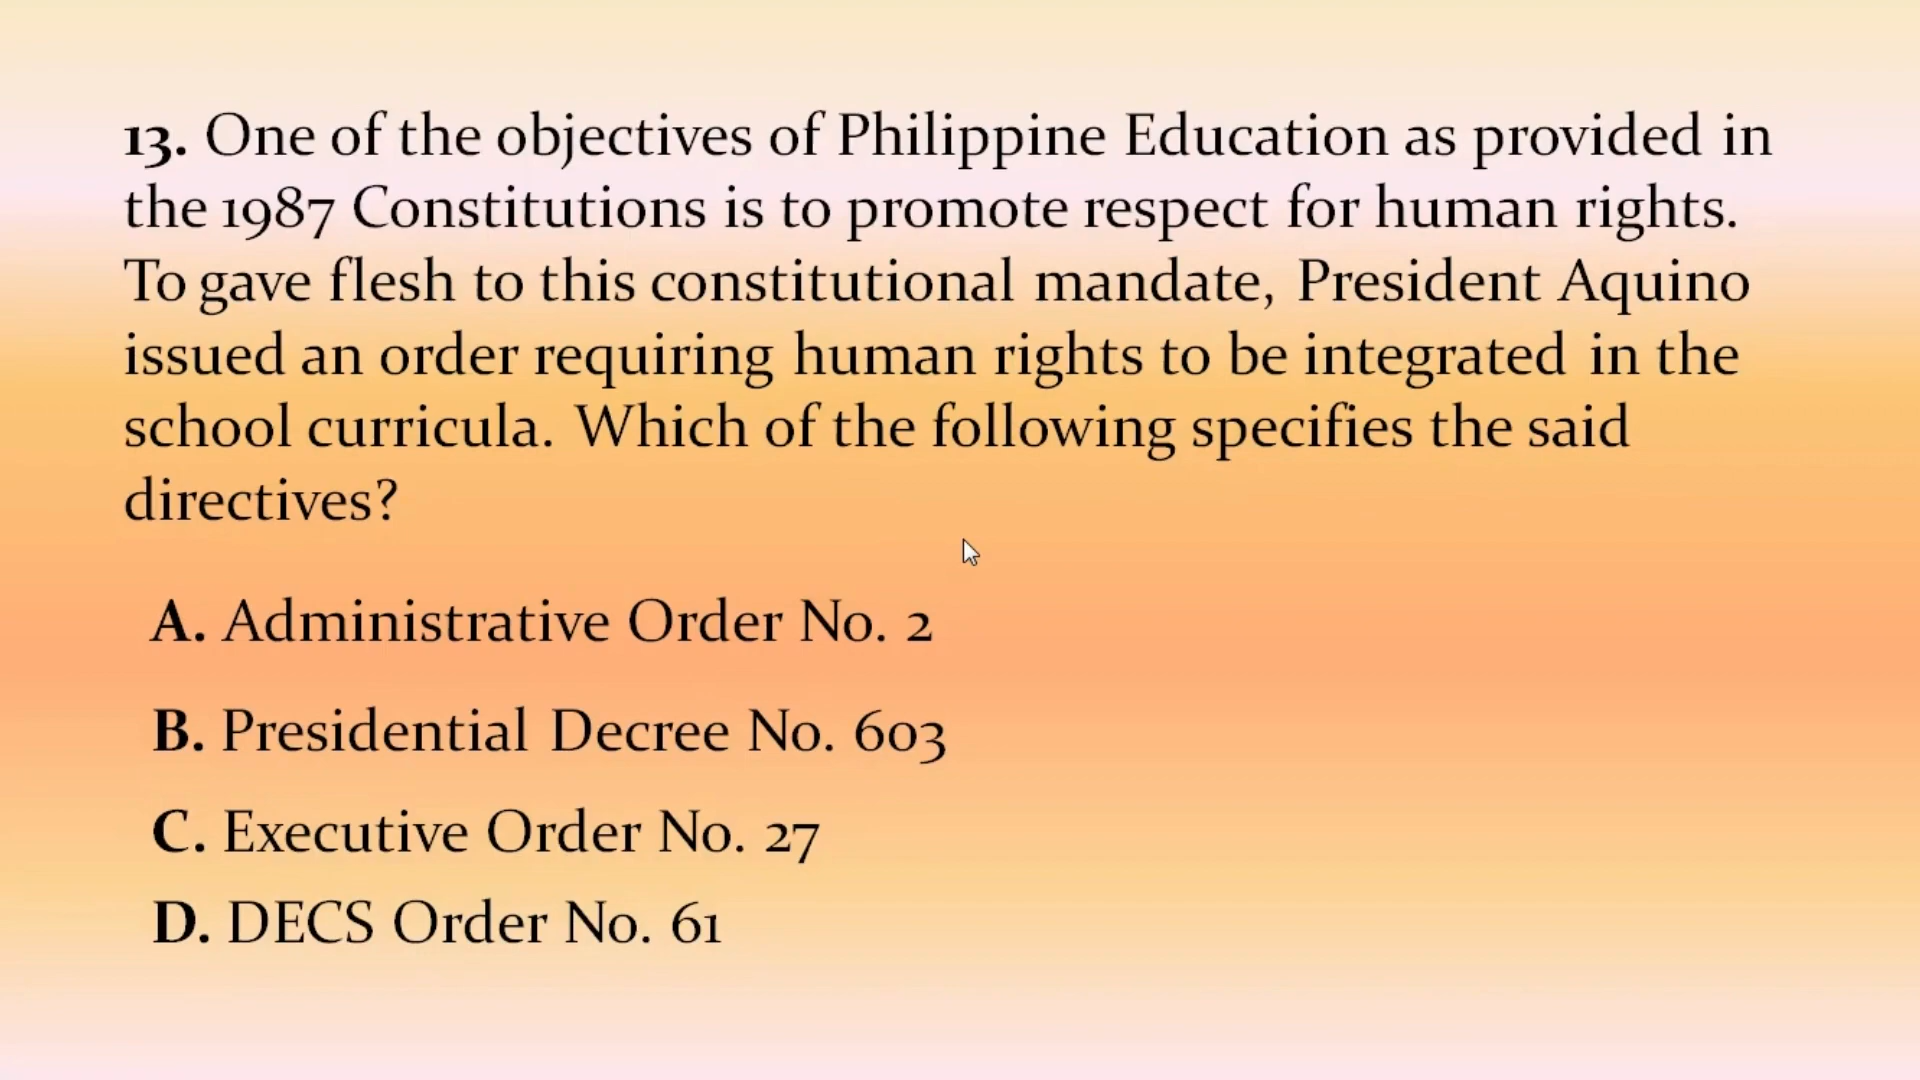 13. One of the objectives of Philippine Education as provided in
the 1987 Constitutions is to promote respect for human rights.
To gave flesh to this constitutional mandate, President Aquino
issued an order requiring human rights to be integrated in the
school curricula. Which of the following specifies the said
directives?
A. Administrative Order No. 2
B. Presidential Decree No. 603
C. Executive Order No. 27
D. DECS Order No. 61